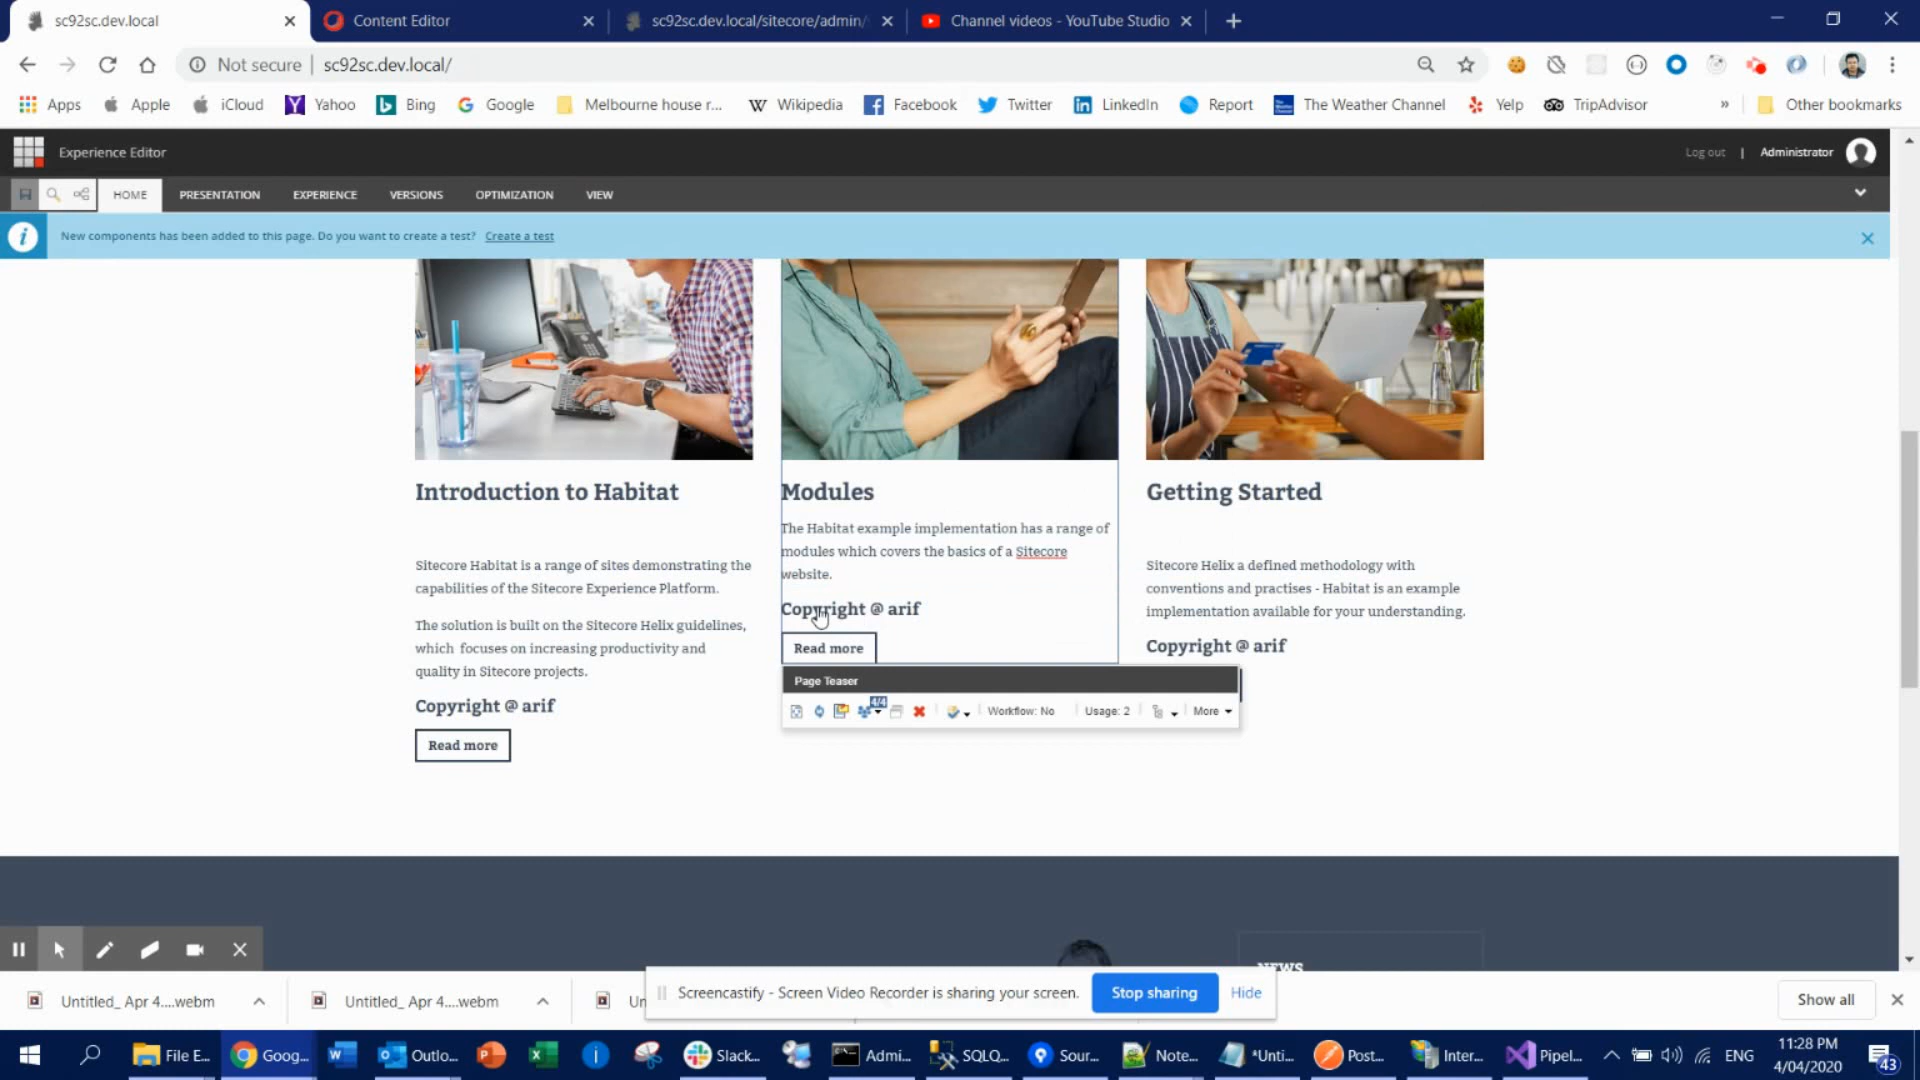 sc92sc.dev.local
Content Editor
sc92sc.dev.local/sitecore/admin/
Channel videos - YouTube Studio
Not secure
sc92sc.dev.local/
Apps
Apple
iCloud
Yahoo
Bing
Google
Melbourne house r...
Wikipedia
Facebook
Twitter
LinkedIn
Report
The Weather Channel
Yelp
TripAdvisor
»
Other bookmarks
Experience Editor
Log out | Administrator
HOME
PRESENTATION
EXPERIENCE
VERSIONS
OPTIMIZATION
VIEW
New components has been added to this page. Do you want to create a test? Create a test
Introduction to Habitat
Sitecore Habitat is a range of sites demonstrating the
capabilities of the Sitecore Experience Platform.
The solution is built on the Sitecore Helix guidelines,
which focuses on increasing productivity and
quality in Sitecore projects.
Copyright @ arif
Read more
Modules
The Habitat example implementation has a range of
modules which covers the basics of a Sitecore
website.
Copyright @ arif
Read more
Page Teaser
4/4
Workflow: No
Usage: 2
More
Getting Started
Sitecore Helix a defined methodology with
conventions and practises - Habitat is an example
implementation available for your understanding.
Copyright @ arif
NEWS
Untitled_ Apr 4....webm
Untitled_ Apr 4....webm
Un
Screencastify - Screen Video Recorder is sharing your screen.
Stop sharing
Hide
Show all
File E...
Goog...
Outlo...
Slack...
Admi...
SQLQ...
Sour...
Note...
*Unti...
Post...
Inter...
Pipel...
ENG
11:28 PM
4/04/2020
43